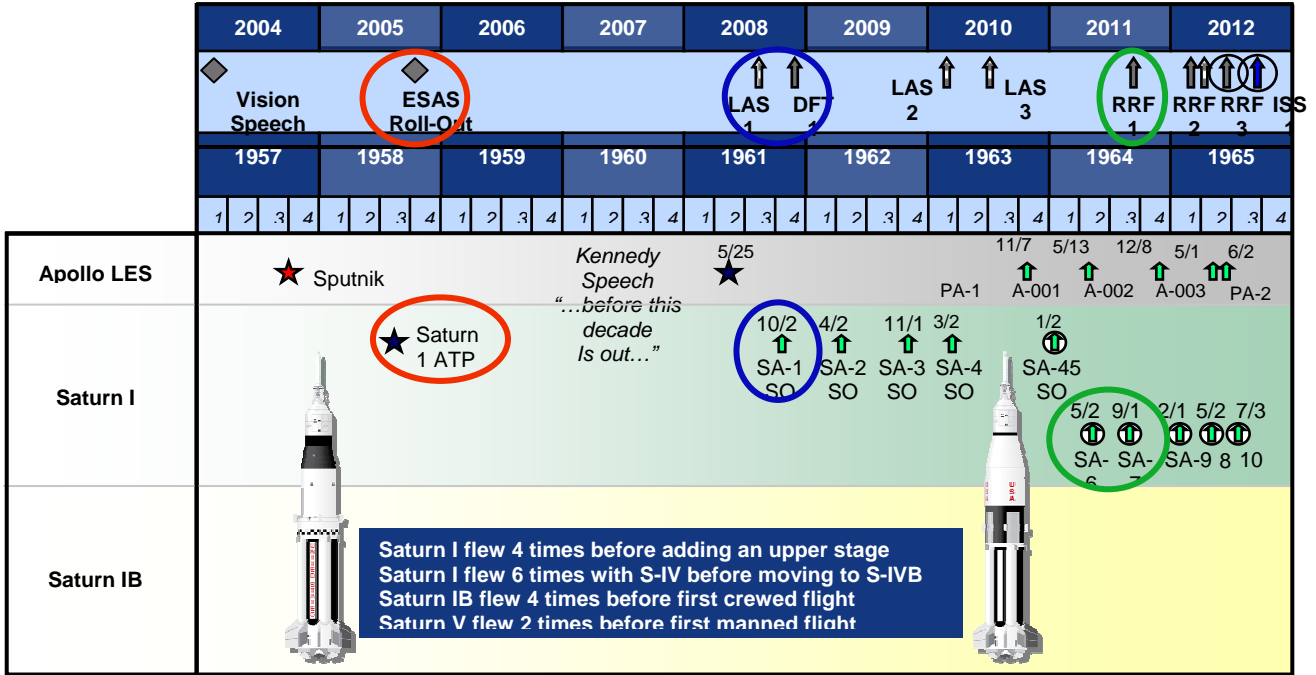 2004 2005 2006 2007 2008 2009 2010 2011 2012
Vision
Speech
ESAS
Roll-Out
LAS
1
DFT
1
LAS
2
LAS
3
RRF
1
RRF
2
RRF
3
ISS
1
1957 1958 1959 1960 1961 1962 1963 1964 1965
1 2 3 4 1 2 3 4 1 2 3 4 1 2 3 4 1 2 3 4 1 2 3 4 1 2 3 4 1 2 3 4 1 2 3 4
Apollo LES
Sputnik
Kennedy
Speech
"…before this
decade
Is out…"
5/25
11/7 5/13 12/8 5/1 6/2
PA-1 A-001 A-002 A-003 PA-2
Saturn I
Saturn
1 ATP
10/2 4/2 11/1 3/2 1/2
SA-1 SA-2 SA-3 SA-4 SA-45
SO SO SO SO SO
5/2 9/1 2/1 5/2 7/3
SA-6 SA-7 SA-9 8 10
USA
Saturn IB
Saturn I flew 4 times before adding an upper stage
Saturn I flew 6 times with S-IV before moving to S-IVB
Saturn IB flew 4 times before first crewed flight
Saturn V flew 2 times before first manned flight